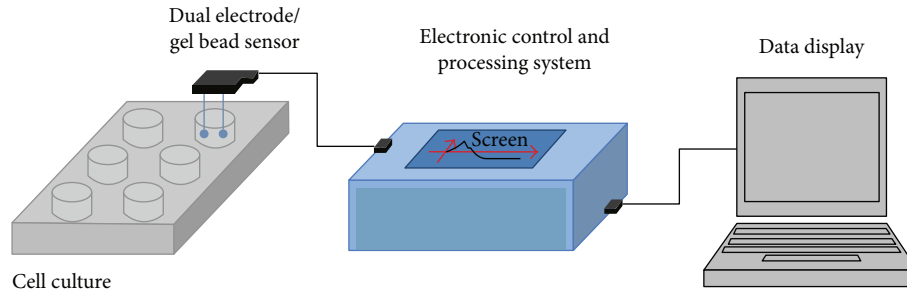 Dual electrode/
gel bead sensor
Electronic control and
processing system
Data display
Screen
Cell culture